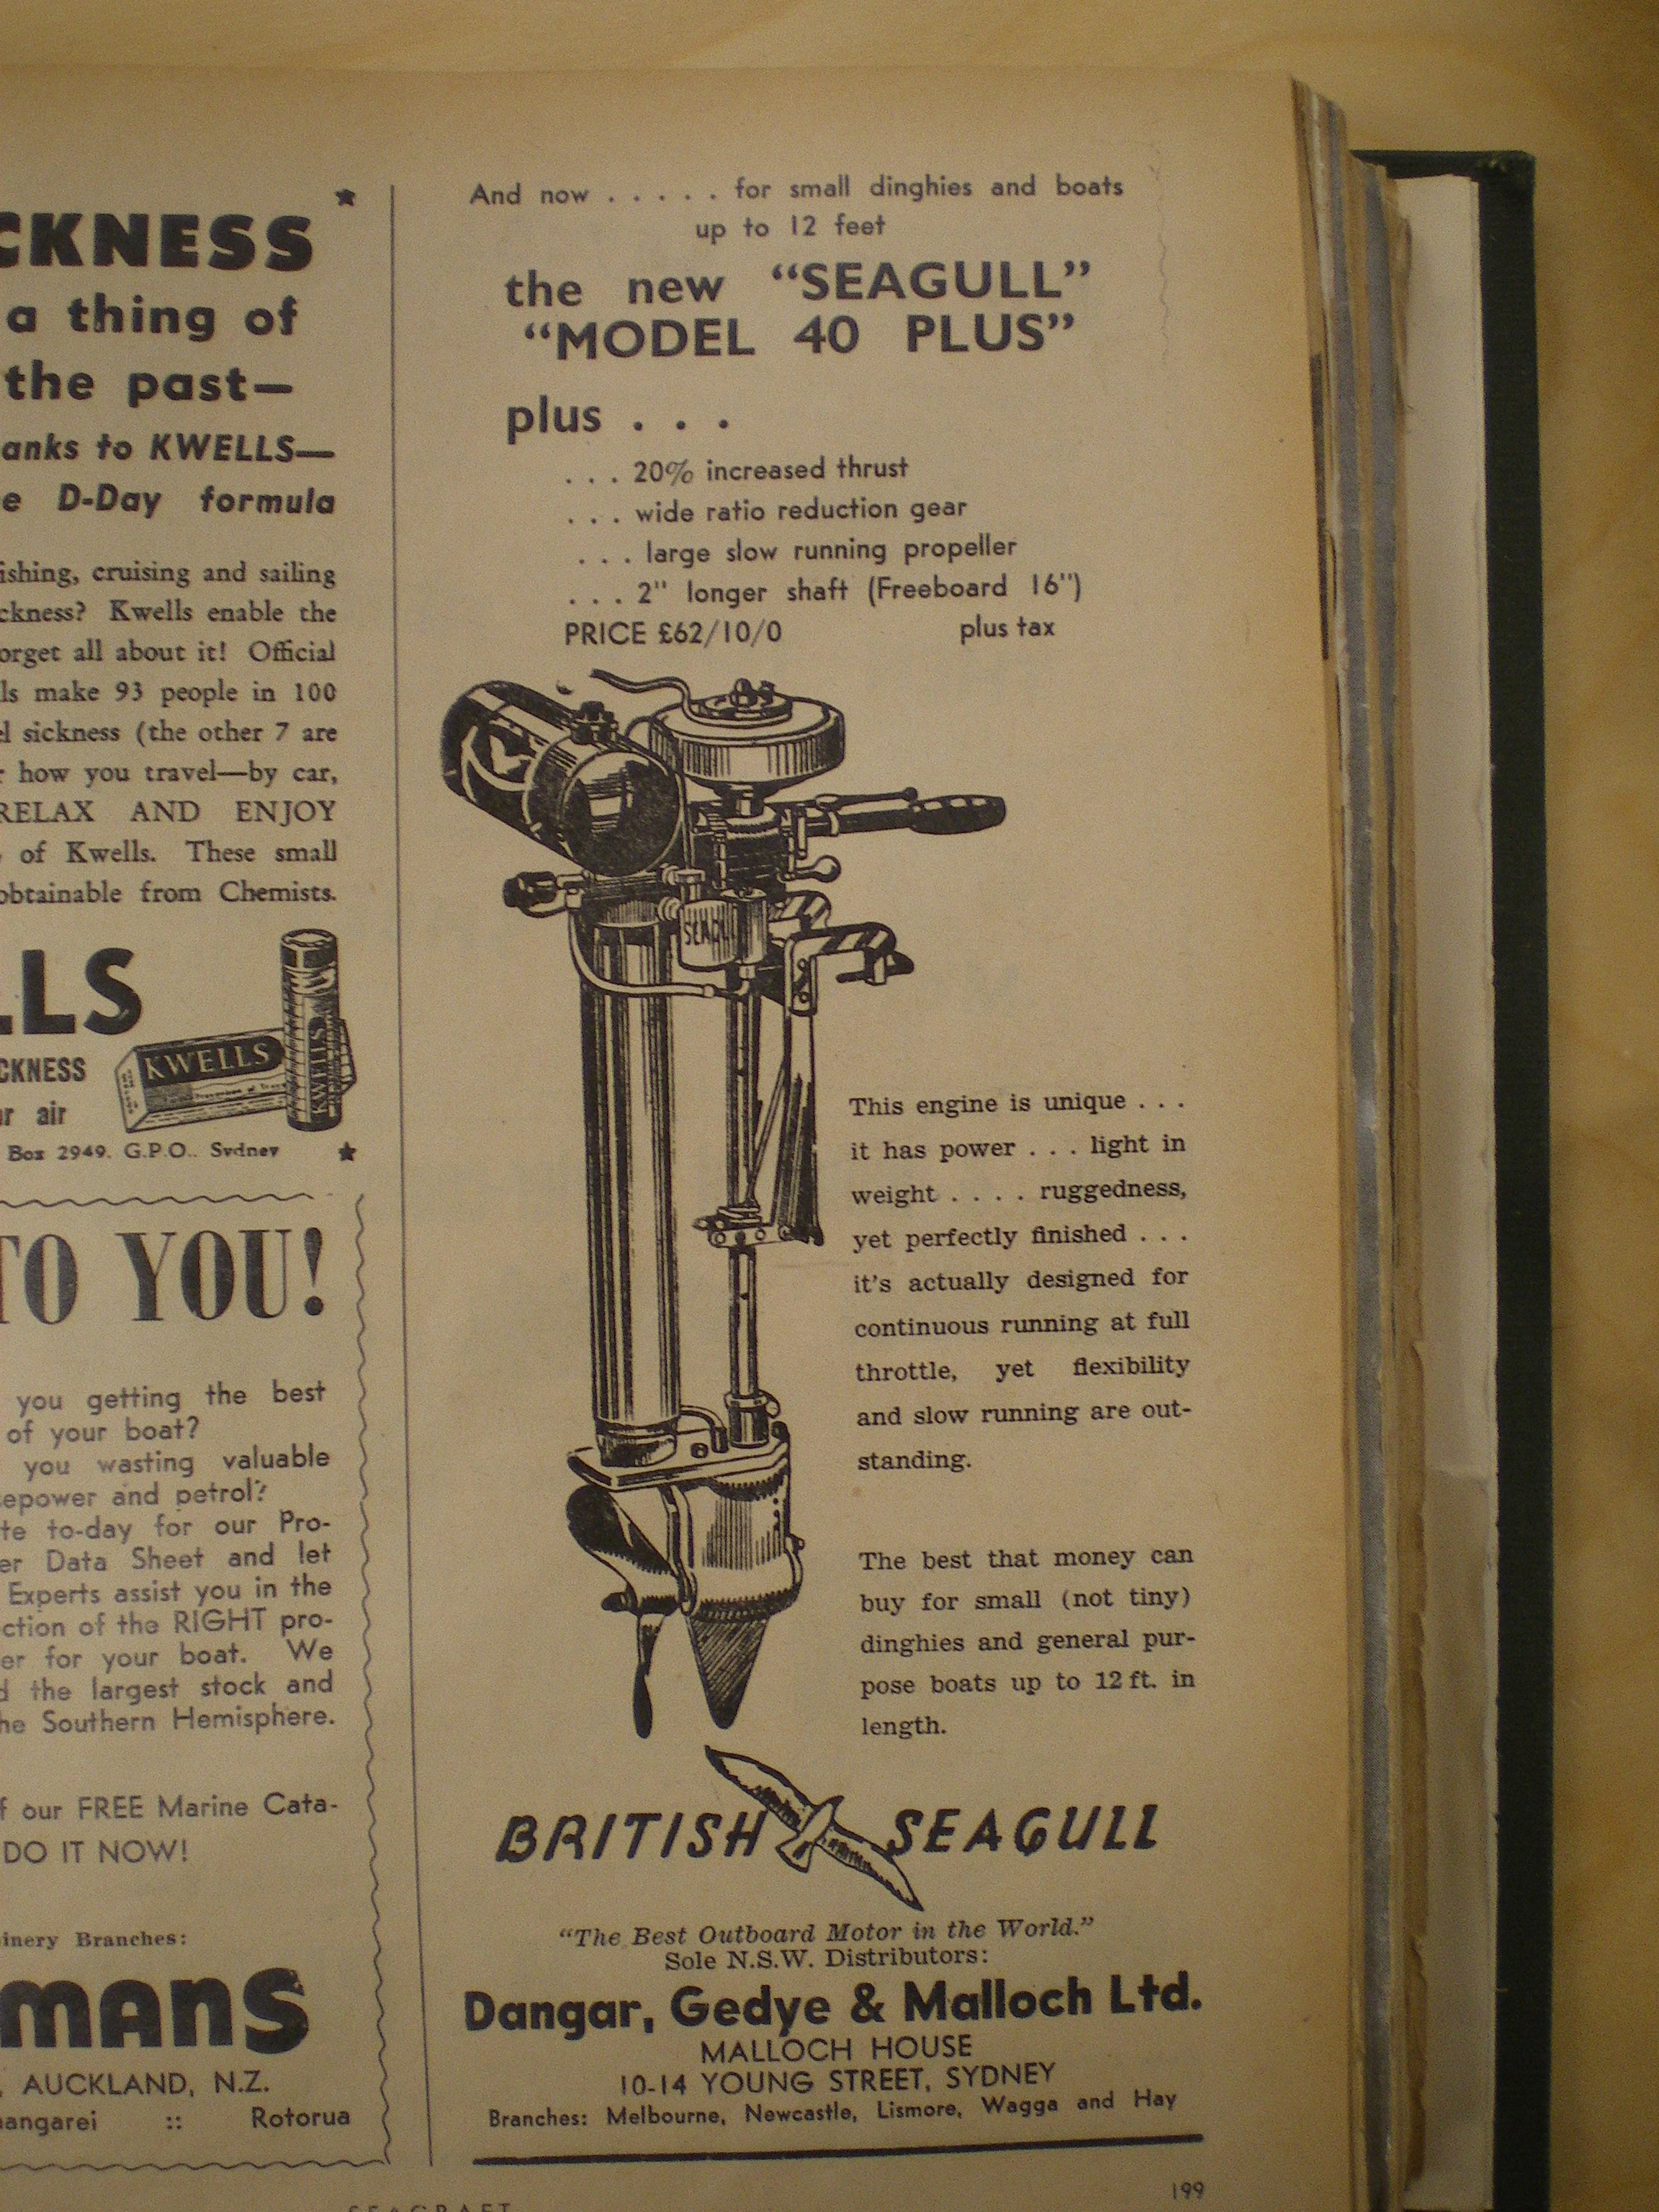 CKNESS
a thing of
the past—
anks to KWELLS—
e D-Day formula
ishing, cruising and sailing
ckness? Kwells enable the
orget all about it! Official
ls make 93 people in 100
el sickness (the other 7 are
r how you travel—by car,
RELAX AND ENJOY
of Kwells. These small
obtainable from Chemists.
LLS
CKNESS
or air
KWELLS
KWELLS
Box 2949. G.P.O.. Sydney
TO YOU!
you getting the best
of your boat?
you wasting valuable
epower and petrol?
te to-day for our Pro-
er Data Sheet and let
Experts assist you in the
ction of the RIGHT pro-
er for your boat. We
d the largest stock and
he Southern Hemisphere.
f our FREE Marine Cata-
DO IT NOW!
inery Branches:
mans
, AUCKLAND, N.Z.
angarei :: Rotorua
And now . . . . . for small dinghies and boats
up to 12 feet
the new "SEAGULL"
"MODEL 40 PLUS"
plus . . .
. . . 20% increased thrust
. . . wide ratio reduction gear
. . . large slow running propeller
. . . 2" longer shaft (Freeboard 16")
PRICE £62/10/0 plus tax
SEAGU
This engine is unique . . .
it has power . . . light in
weight . . . . ruggedness,
yet perfectly finished . . .
it's actually designed for
continuous running at full
throttle, yet flexibility
and slow running are out-
standing.
The best that money can
buy for small (not tiny)
dinghies and general pur-
pose boats up to 12 ft. in
length.
BRITISH SEAGULL
"The Best Outboard Motor in the World."
Sole N.S.W. Distributors:
Dangar, Gedye & Malloch Ltd.
MALLOCH HOUSE
10-14 YOUNG STREET, SYDNEY
Branches: Melbourne, Newcastle, Lismore, Wagga and Hay
SEACRAFT
199